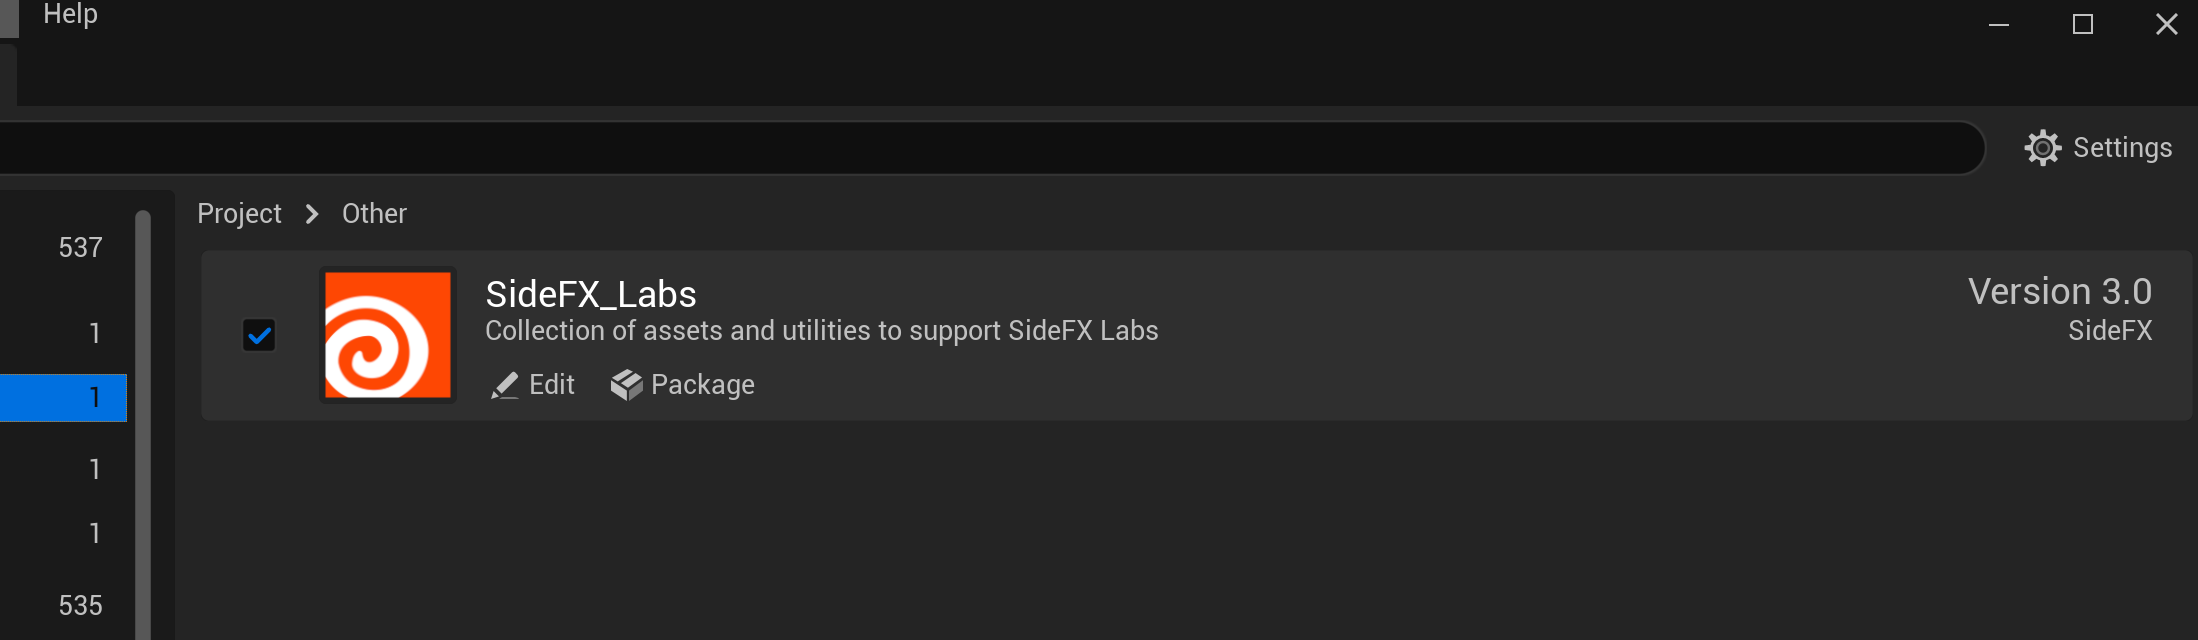 Help
Settings
Project > Other
537
1
1
1
1
535
SideFX_Labs
Collection of assets and utilities to support SideFX Labs
Edit Package
Version 3.0
SideFX